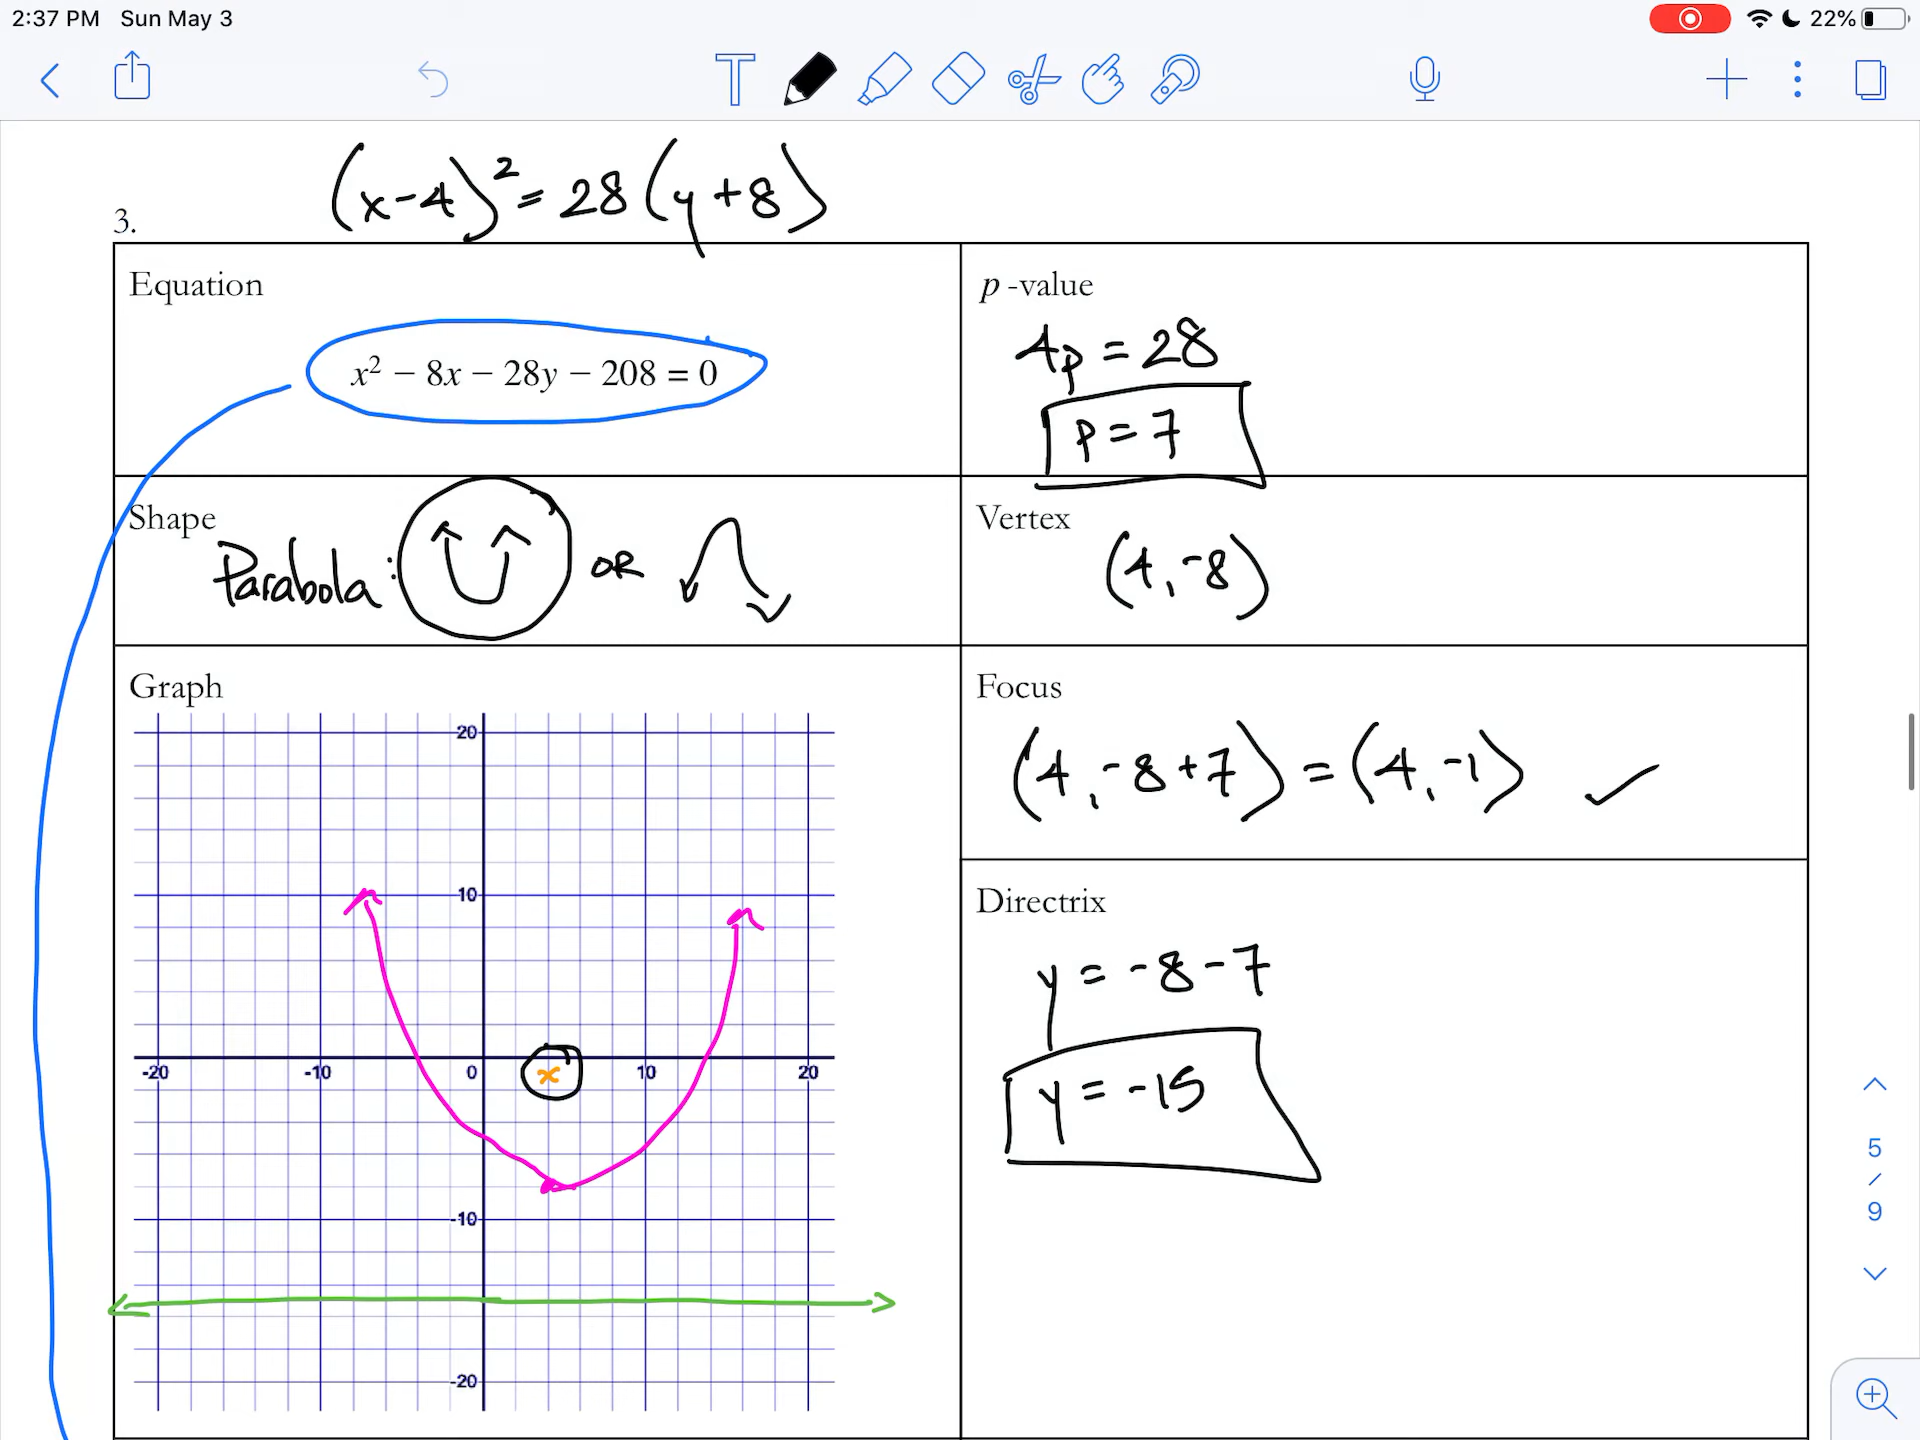 2:37 PM Sun May 3
22%
(x-4)² = 28(y+8)
3.
Equation
x² − 8x − 28y − 208 = 0
p -value
4p = 28
p = 7
Shape
Parabola: OR
Vertex
(4, -8)
Graph
20
10
-20 -10 0 10 20
-10
-20
x
Focus
(4, -8+7) = (4, -1)
Directrix
y = -8-7
y = -15
5
/
9